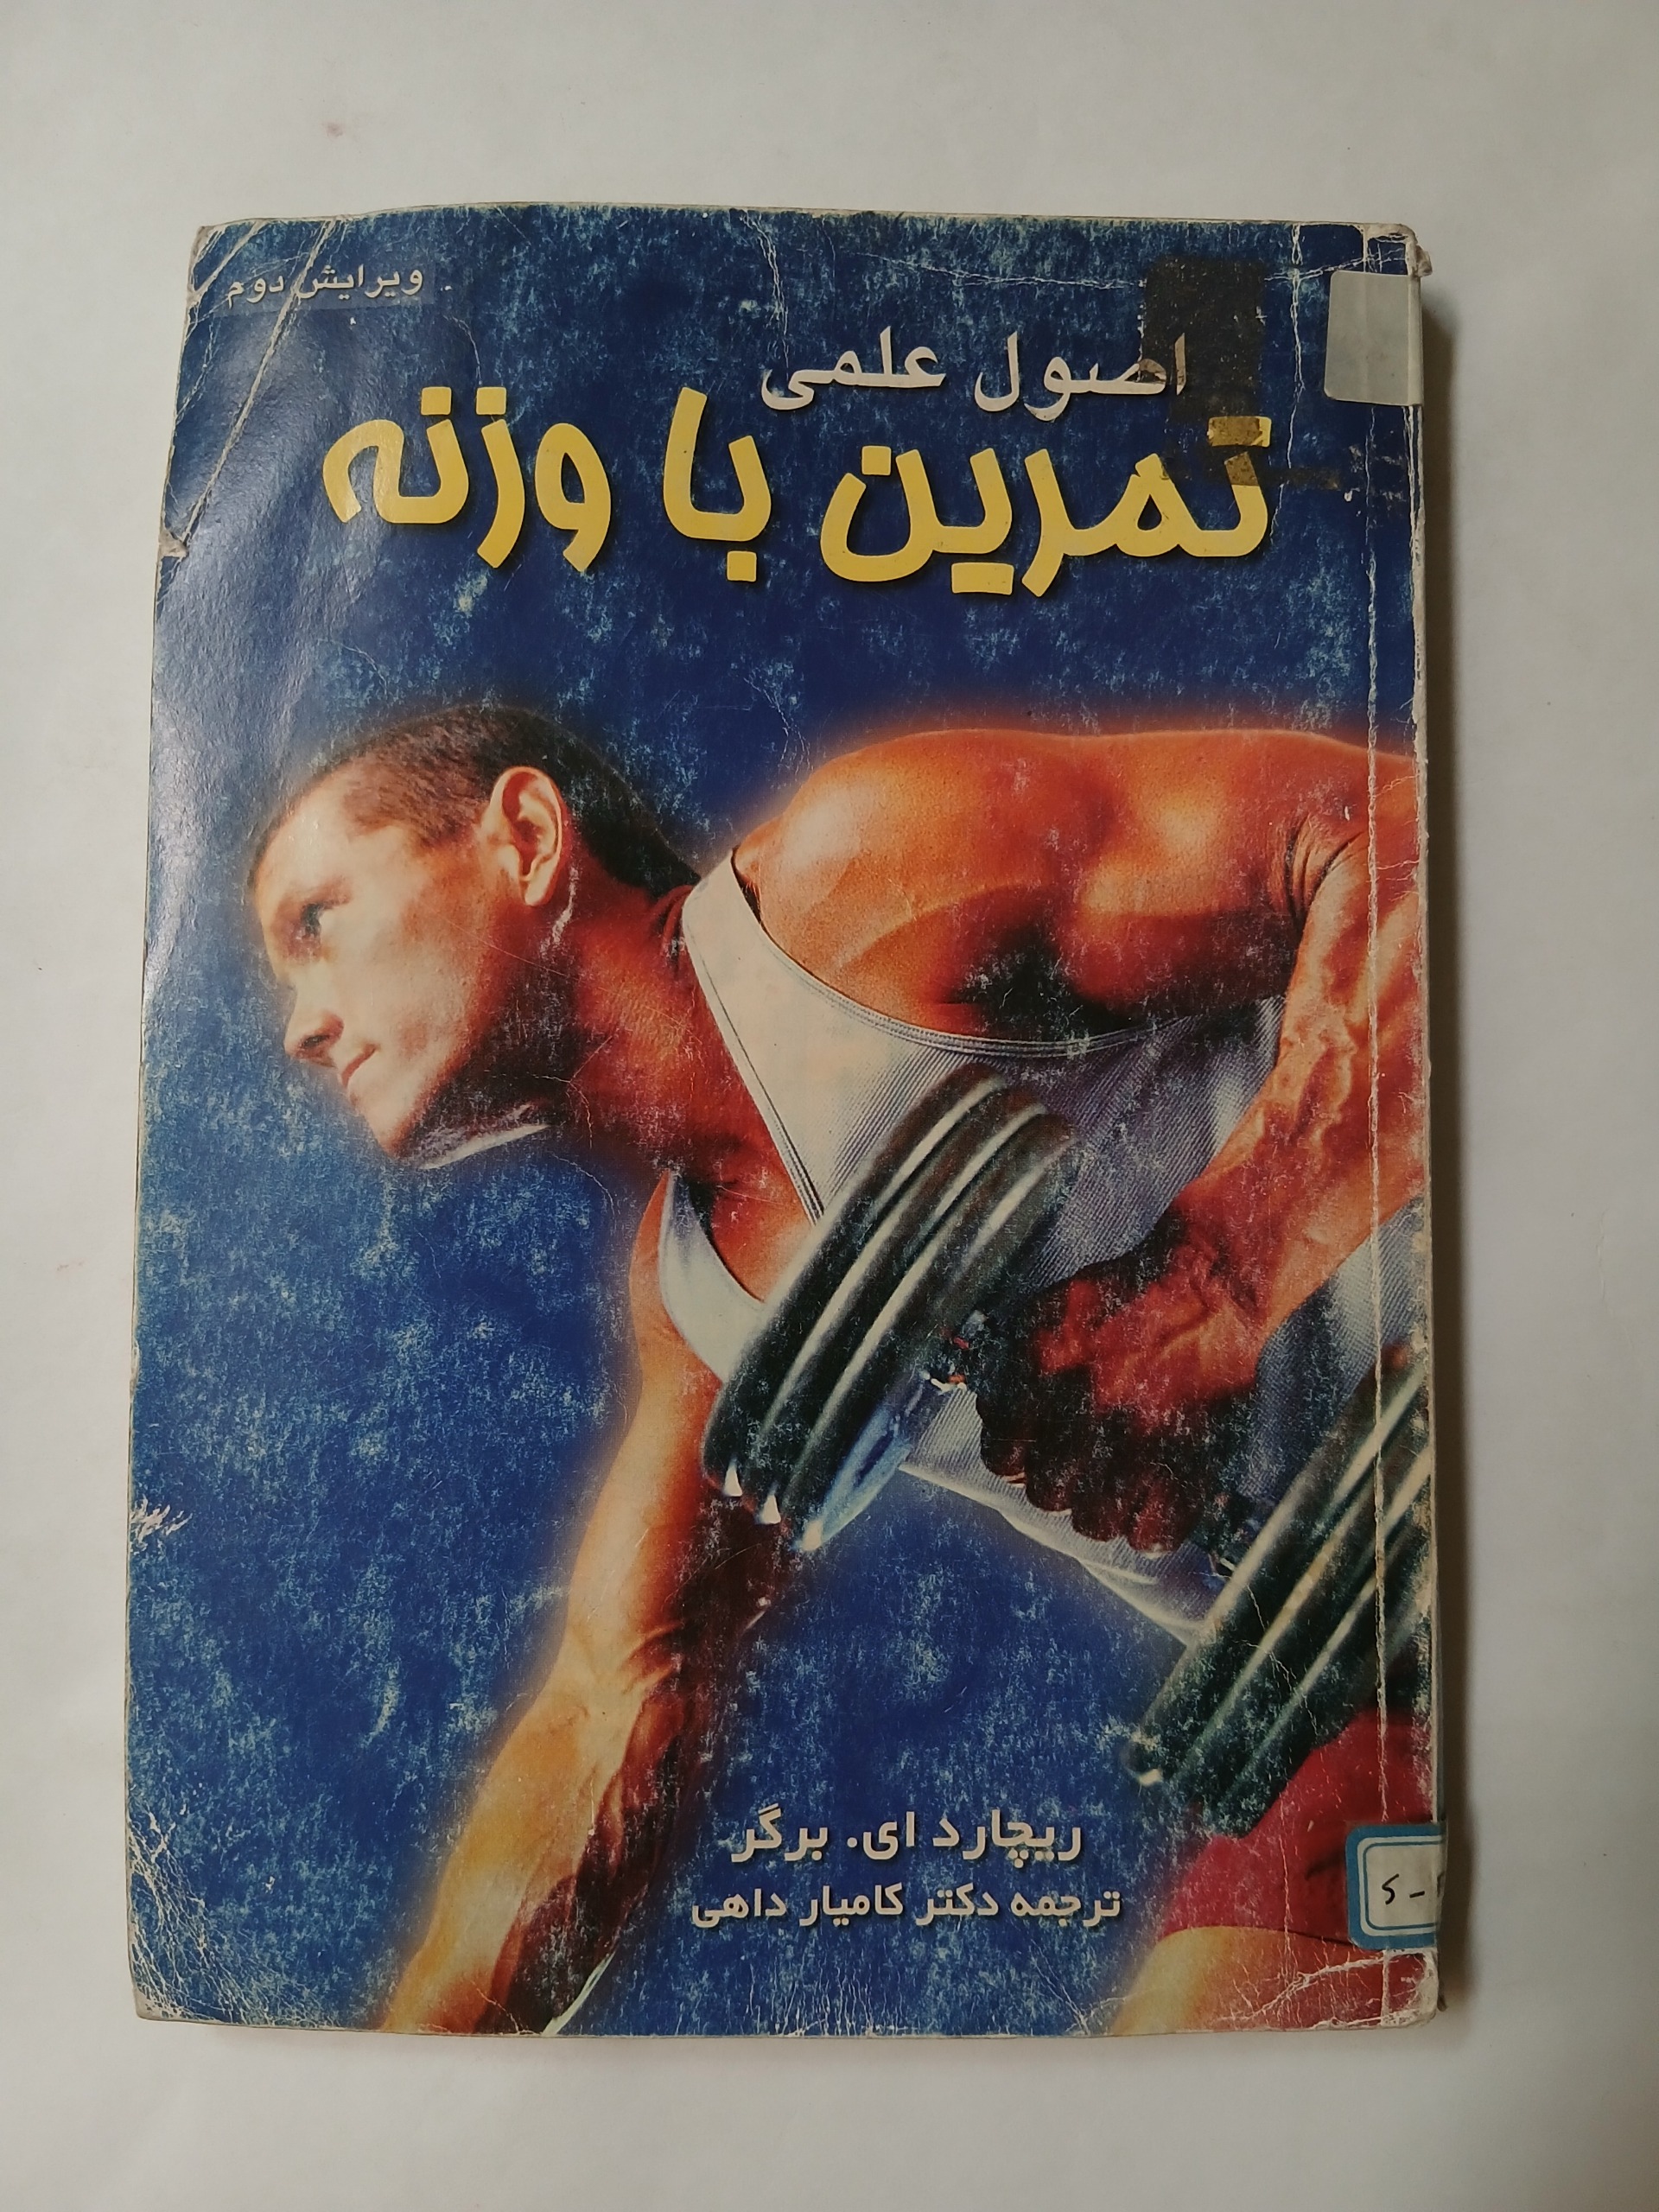 ویرایش دوم
اصول علمی
تمرین با وزنه
ریچارد ای. برگر
ترجمه دکتر کامیار داهی